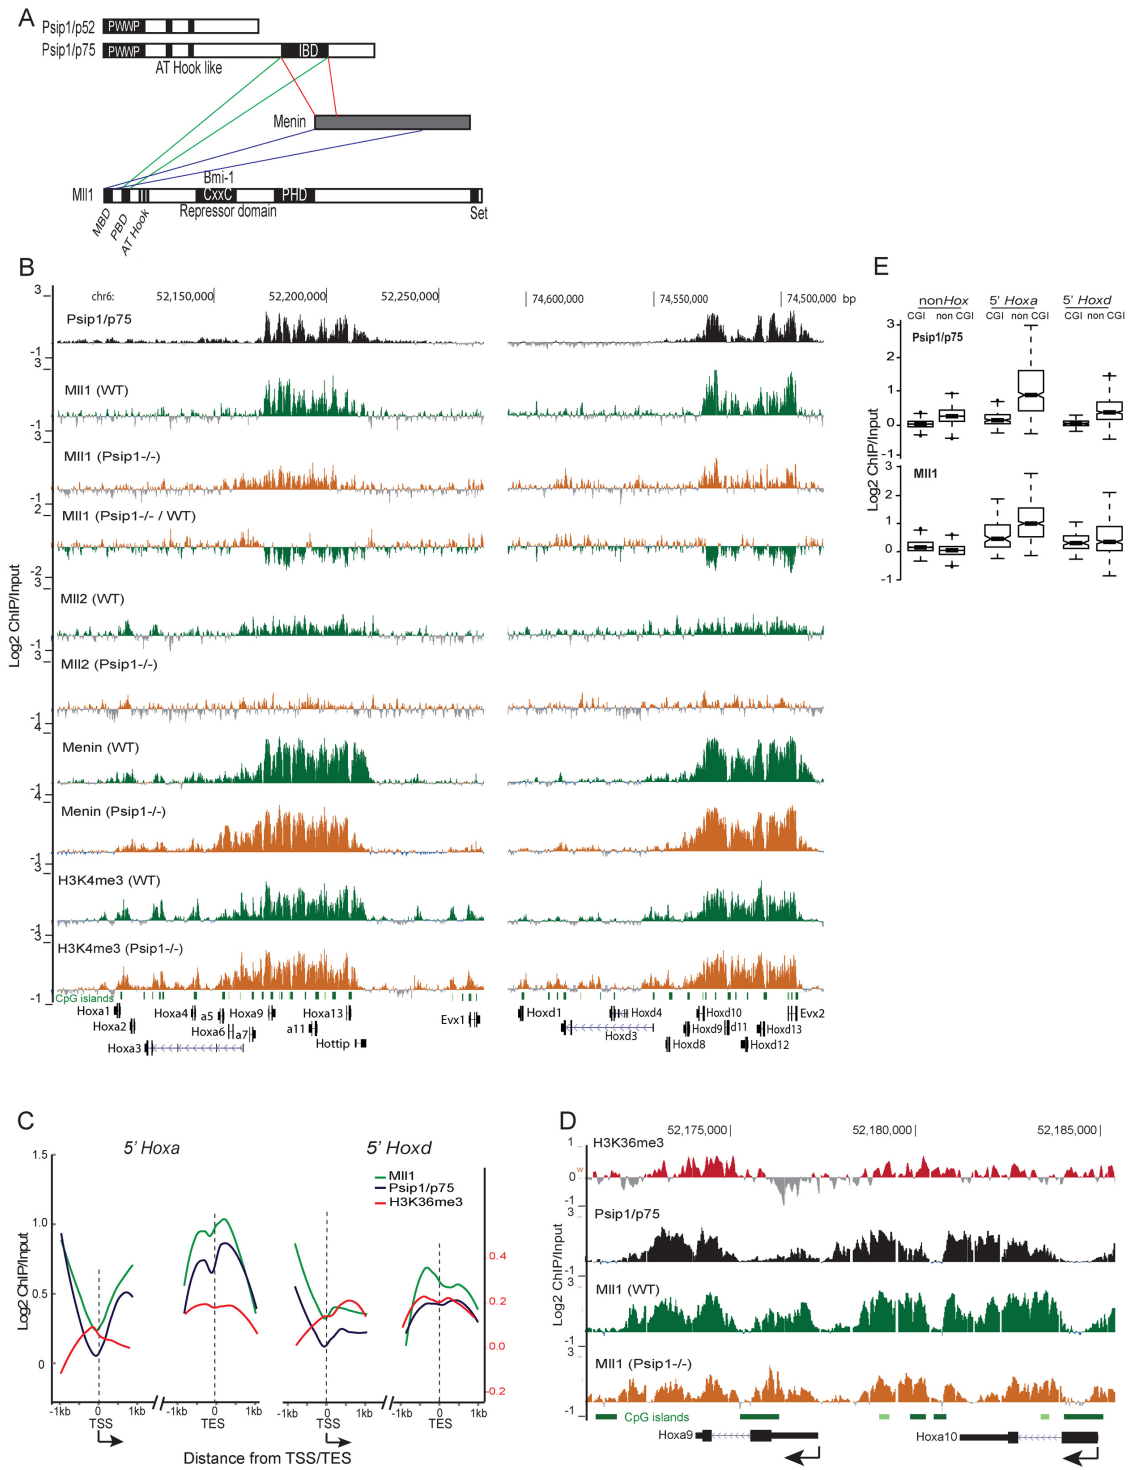 A
Psip1/p52
PWWP
Psip1/p75
PWWP
IBD
AT Hook like
Menin
Bmi-1
Mll1
CxxC
PHD
MBD
PBD
AT Hook
Repressor domain
Set
B
chr6:
52,150,000
52,200,000
52,250,000
74,600,000
74,550,000
74,500,000
bp
Log2 ChIP/Input
3
Psip1/p75
-1
3
Mll1 (WT)
-1
3
Mll1 (Psip1-/-)
-1
2
Mll1 (Psip1-/- / WT)
-2
3
Mll2 (WT)
-1
3
Mll2 (Psip1-/-)
-1
4
Menin (WT)
-1
4
Menin (Psip1-/-)
-1
3
H3K4me3 (WT)
-1
3
H3K4me3 (Psip1-/-)
-1
CpG islands
Hoxa1
Hoxa2
Hoxa3
Hoxa4
a5
Hoxa6
a7
Hoxa9
a11
Hoxa13
Hottip
Evx1
Hoxd1
Hoxd3
Hoxd4
Hoxd8
Hoxd9
Hoxd10
d11
Hoxd12
Hoxd13
Evx2
E
nonHox
5' Hoxa
5' Hoxd
CGI
non CGI
CGI
non CGI
CGI
non CGI
Psip1/p75
3
2
1
0
-1
Log2 ChIP/Input
Mll1
3
2
1
0
-1
C
5' Hoxa
5' Hoxd
Mll1
Psip1/p75
H3K36me3
Log2 ChIP/Input
1.5
1.0
0.5
0
0.4
0.2
0.0
-0.2
-1kb
0
1kb
TSS
-1kb
0
1kb
TES
-1kb
0
1kb
TSS
-1kb
0
1kb
TES
Distance from TSS/TES
D
52,175,000
52,180,000
52,185,000
Log2 ChIP/Input
H3K36me3
1
w
0
-1
Psip1/p75
3
-1
Mll1 (WT)
3
-1
Mll1 (Psip1-/-)
3
-1
CpG islands
Hoxa9
Hoxa10